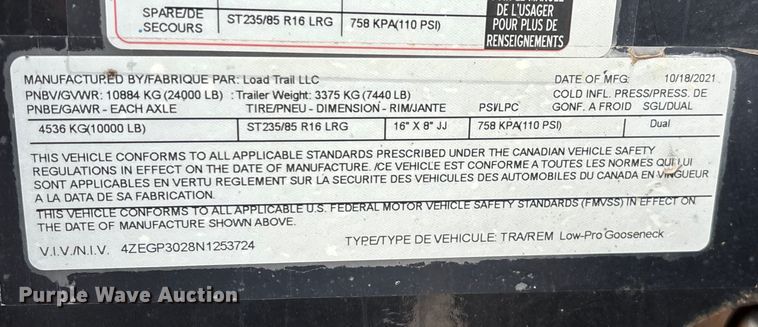 SPARE/DE SECOURS
ST235/85 R16 LRG
758 KPA(110 PSI)
DE L'USAGER
POUR PLUS DE
RENSEIGNEMENTS
MANUFACTURED BY/FABRIQUE PAR: Load Trail LLC DATE OF MFG: 10/18/2021
PNBV/GVWR: 10884 KG (24000 LB) :Trailer Weight: 3375 KG (7440 LB) COLD INFL. PRESS/PRESS. DE
PNBE/GAWR - EACH AXLE TIRE/PNEU - DIMENSION - RIM/JANTE PSI/LPC GONF. A FROID SGL/DUAL
4536 KG(10000 LB) ST235/85 R16 LRG 16" X 8" JJ 758 KPA(110 PSI) Dual
THIS VEHICLE CONFORMS TO ALL APPLICABLE STANDARDS PRESCRIBED UNDER THE CANADIAN VEHICLE SAFETY
REGULATIONS IN EFFECT ON THE DATE OF MANUFACTURE. /CE VEHICLE EST CONFORME A TOUTES LES NORMES QUI LUI
SONT APPLICABLES EN VERTU REGLEMENT SUR LA SECURITE DES VEHICULES DES AUTOMOBILES DU CANADA EN VINGUEUR
A LA DATA DE SA FABRICATION
THIS VEHICLE CONFORMS TO ALL APPLICABLE U.S. FEDERAL MOTOR VEHICLE SAFETY STANDARDS (FMVSS) IN EFFECT ON
THE DATE OF MANUFACTURE SHOWN ABOVE.
V.I.V./N.I.V. 4ZEGP3028N1253724 TYPE/TYPE DE VEHICULE: TRA/REM Low-Pro Gooseneck
Purple Wave Auction